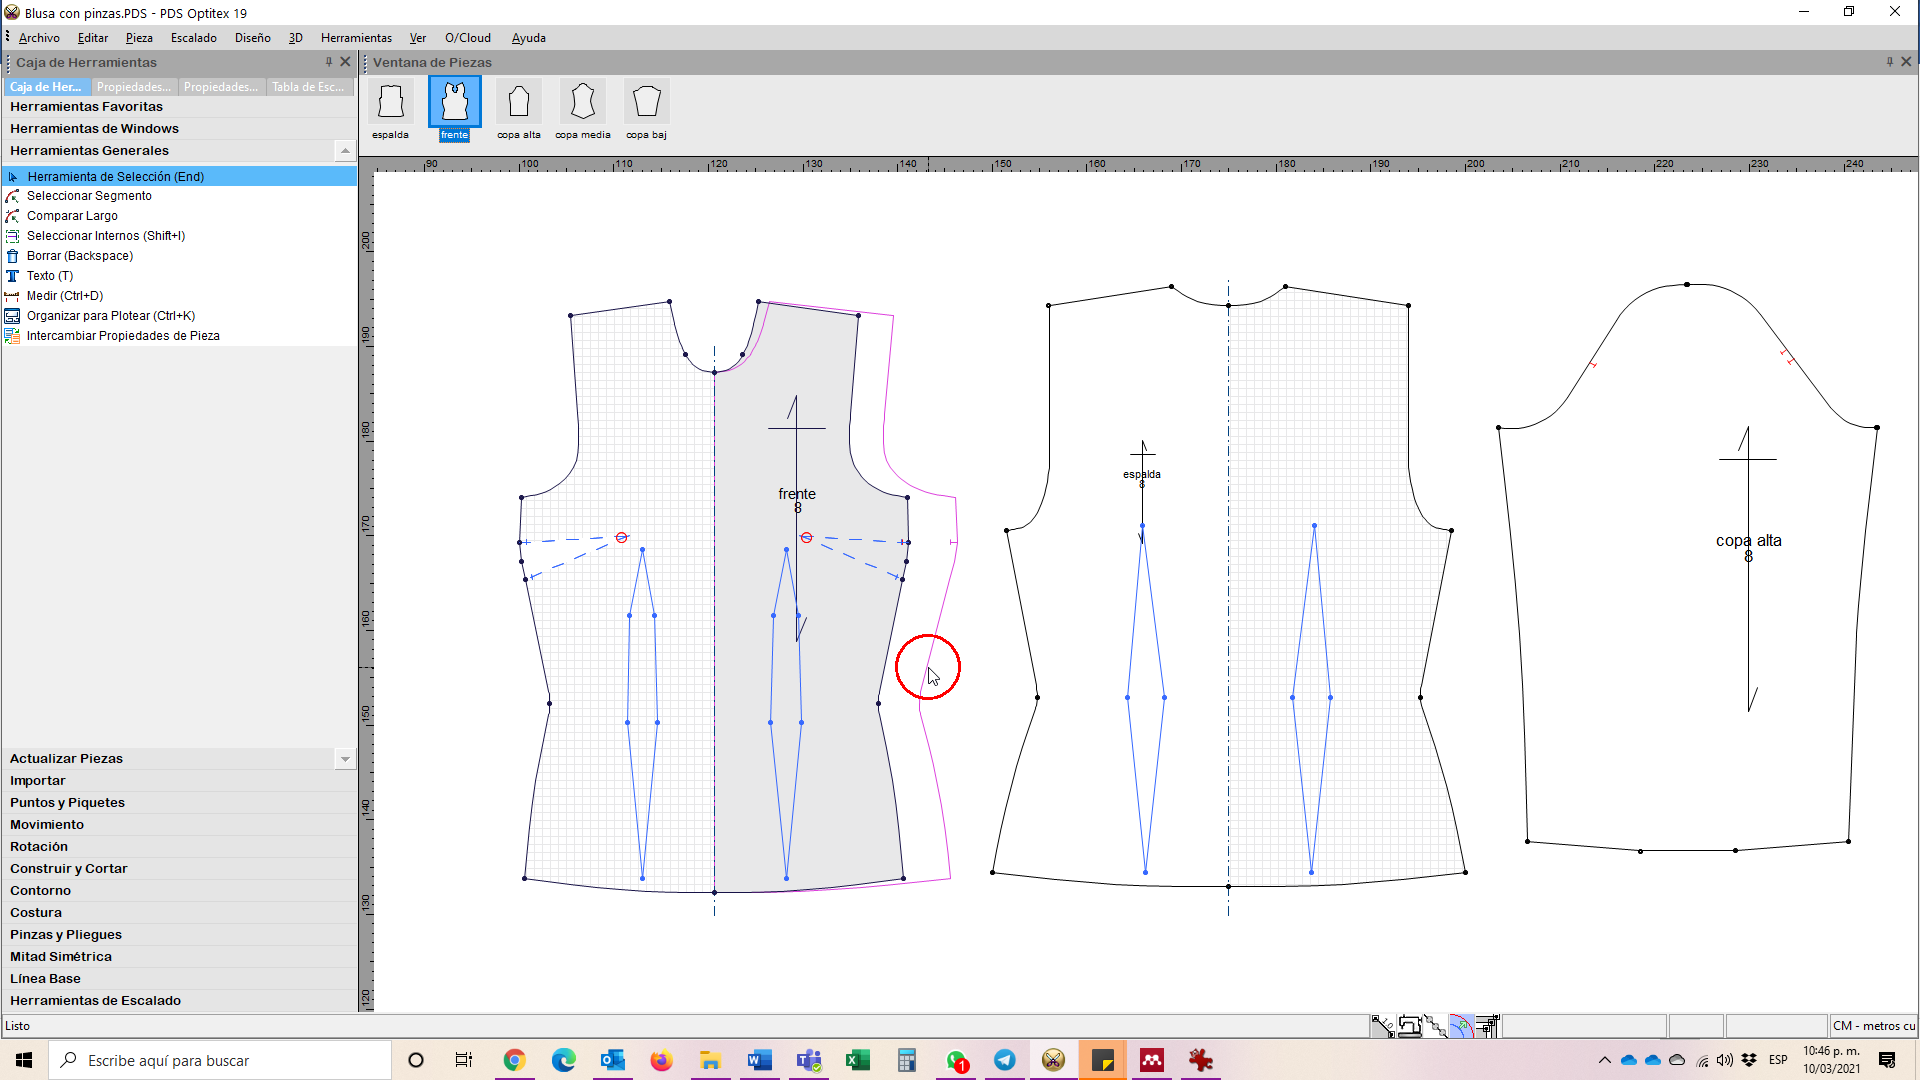 Blusa con pinzas.PDS - PDS Optitex 19
Archivo Editar Pieza Escalado Diseño 3D Herramientas Ver O/Cloud Ayuda
Caja de Herramientas
Ventana de Piezas
Caja de Her... Propiedades... Propiedades... Tabla de Esc...
Herramientas Favoritas
Herramientas de Windows
Herramientas Generales
Herramienta de Selección (End)
Seleccionar Segmento
Comparar Largo
Seleccionar Internos (Shift+I)
Borrar (Backspace)
Texto (T)
Medir (Ctrl+D)
Organizar para Plotear (Ctrl+K)
Intercambiar Propiedades de Pieza
Actualizar Piezas
Importar
Puntos y Piquetes
Movimiento
Rotación
Construir y Cortar
Contorno
Costura
Pinzas y Pliegues
Mitad Simétrica
Línea Base
Herramientas de Escalado
espalda frente copa alta copa media copa baj
90 100 110 120 130 140 150 160 170 180 190 200 210 220 230 240
200
190
180
170
160
150
140
130
120
frente
8
espalda
8
copa alta
8
Listo
CM - metros cu
Escribe aquí para buscar
1
ESP
10:46 p. m.
10/03/2021